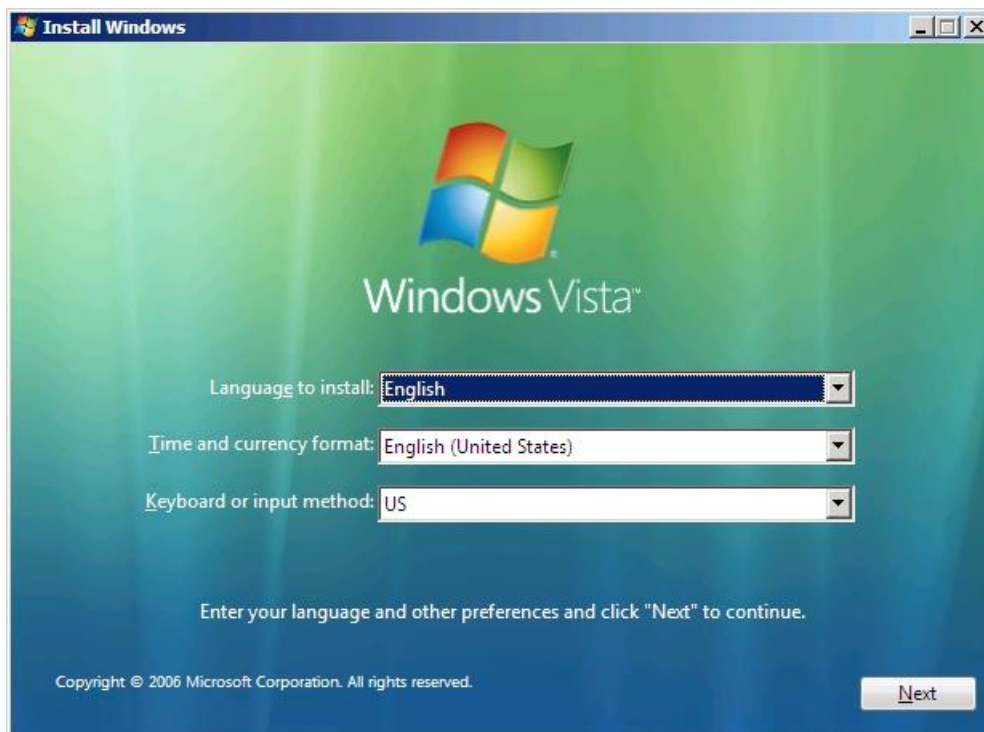 Install Windows
Windows Vista™
Language to install: English
Time and currency format: English (United States)
Keyboard or input method: US
Enter your language and other preferences and click "Next" to continue.
Copyright © 2006 Microsoft Corporation. All rights reserved.
Next